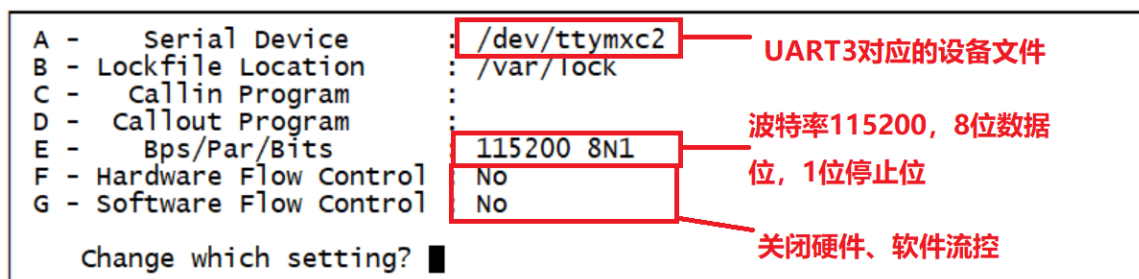 A -    Serial Device      : /dev/ttymxc2
B - Lockfile Location     : /var/lock
C -   Callin Program      :
D -  Callout Program      :
E -    Bps/Par/Bits       : 115200 8N1
F - Hardware Flow Control : No
G - Software Flow Control : No
Change which setting?
UART3对应的设备文件
波特率115200，8位数据
位，1位停止位
关闭硬件、软件流控